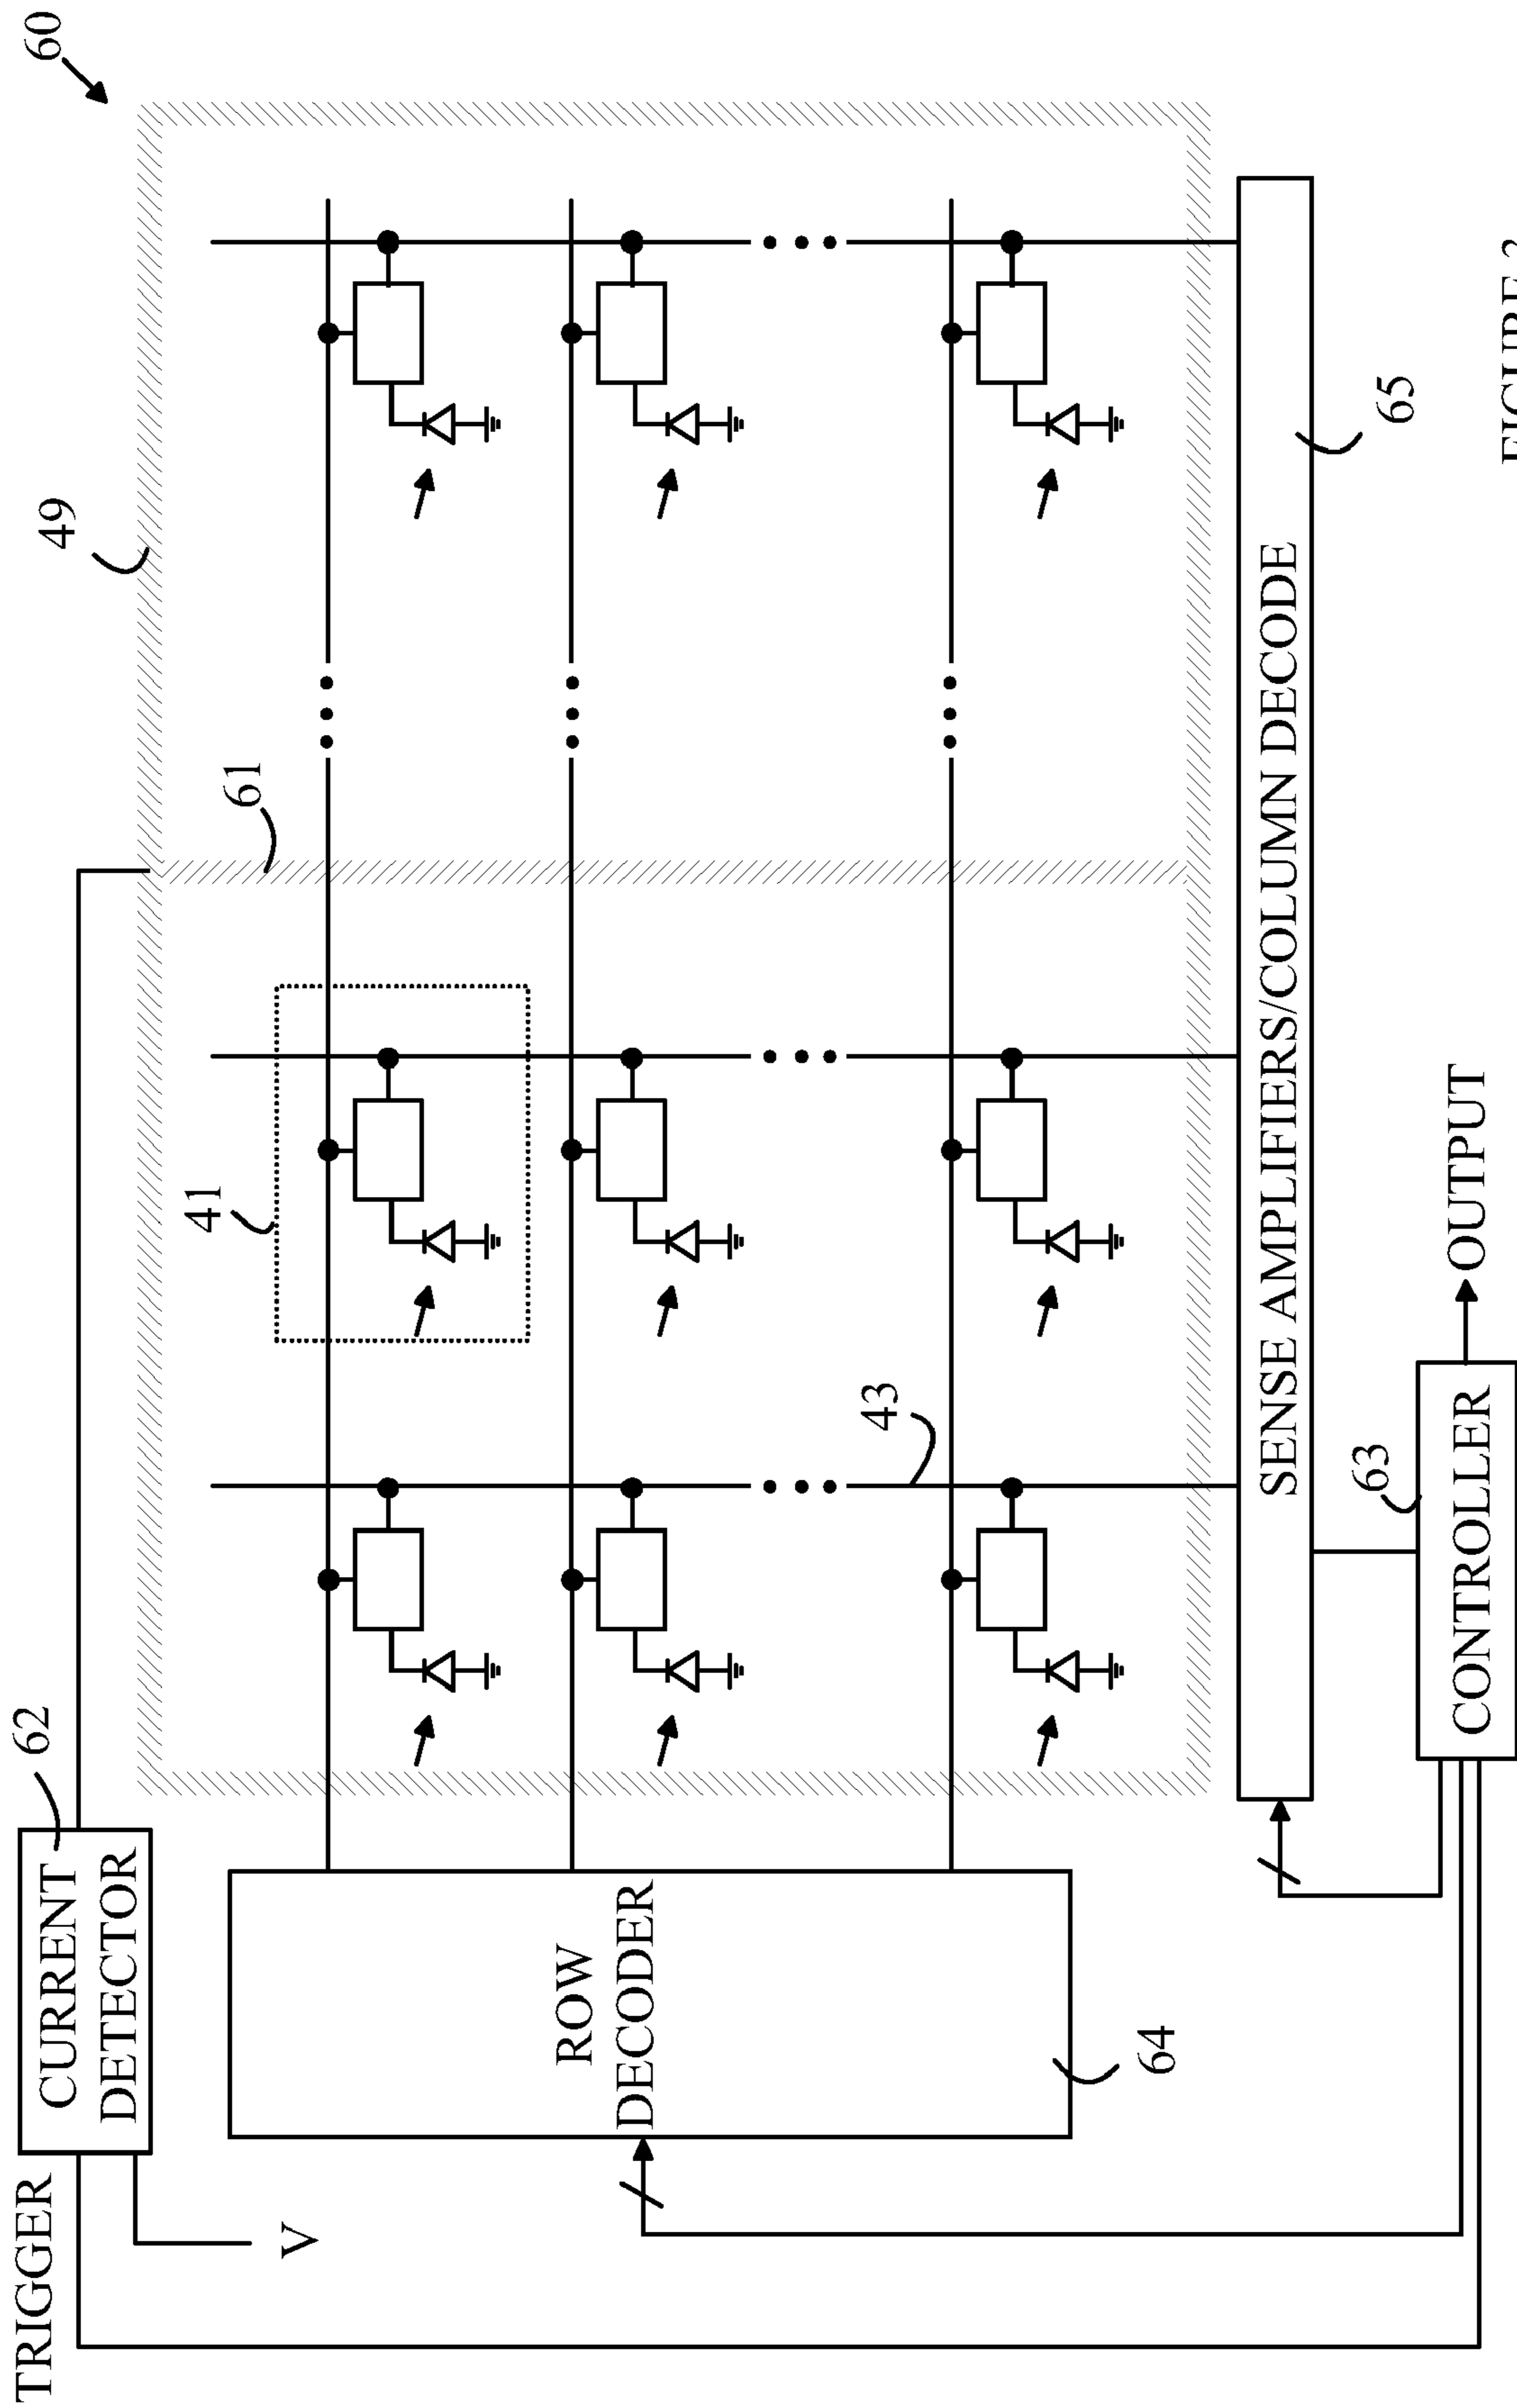 60
49
61
41
43
62
CURRENT
DETECTOR
TRIGGER
V
ROW
DECODER
64
SENSE AMPLIFIERS/COLUMN DECODE
65
63
CONTROLLER
OUTPUT